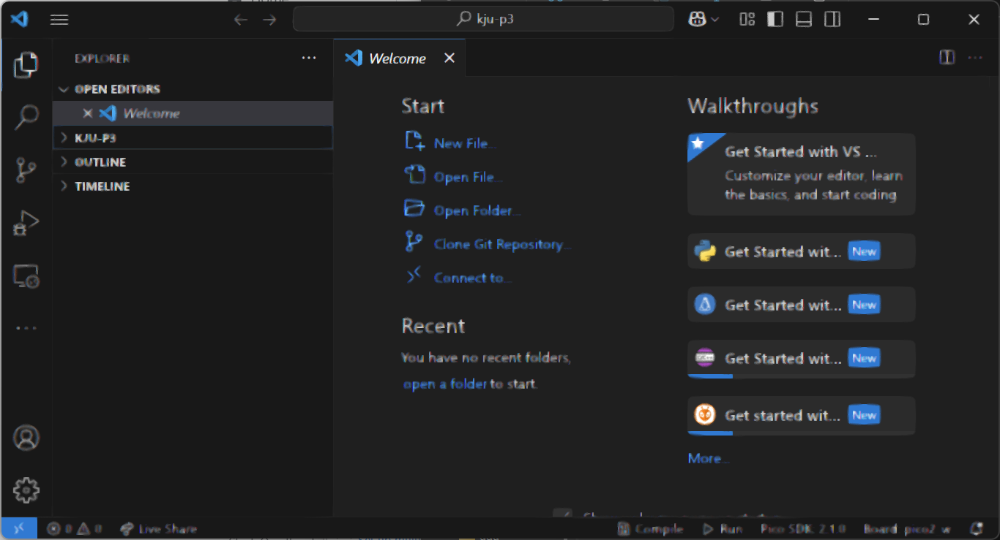 kju-p3
EXPLORER
OPEN EDITORS
Welcome
KJU-P3
OUTLINE
TIMELINE
Welcome
Start
New File...
Open File...
Open Folder...
Clone Git Repository...
Connect to...
Recent
You have no recent folders,
open a folder to start.
Walkthroughs
Get Started with VS ...
Customize your editor, learn
the basics, and start coding
Get Started wit... New
Get Started wit... New
Get Started wit... New
Get started wit... New
More...
0 0 Live Share Compile Run Pico SDK 2.1.0 Board pico2_w